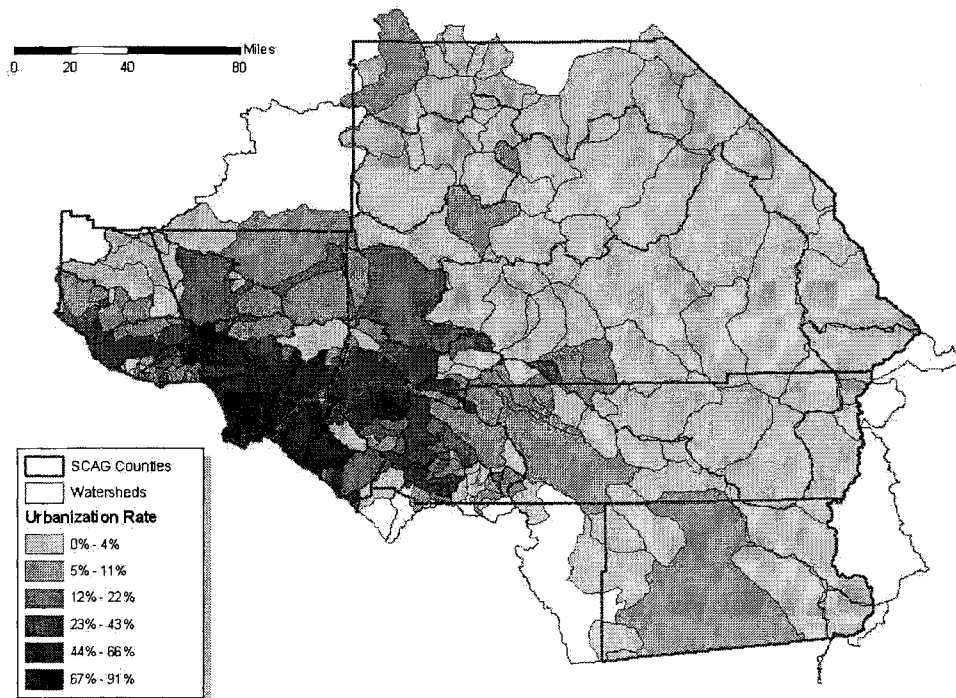 Miles
0 20 40 80
SCAG Counties
Watersheds
Urbanization Rate
0% - 4%
5% - 11%
12% - 22%
23% - 43%
44% - 66%
67% - 91%